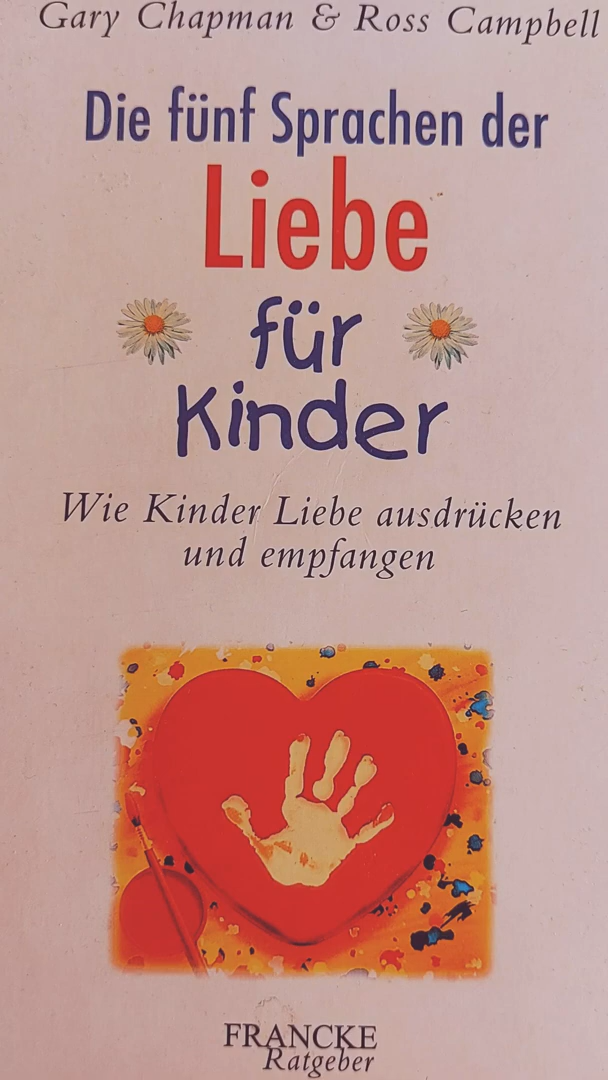 Gary Chapman & Ross Campbell
Die fünf Sprachen der
Liebe
für
Kinder
Wie Kinder Liebe ausdrücken
und empfangen
FRANCKE
Ratgeber